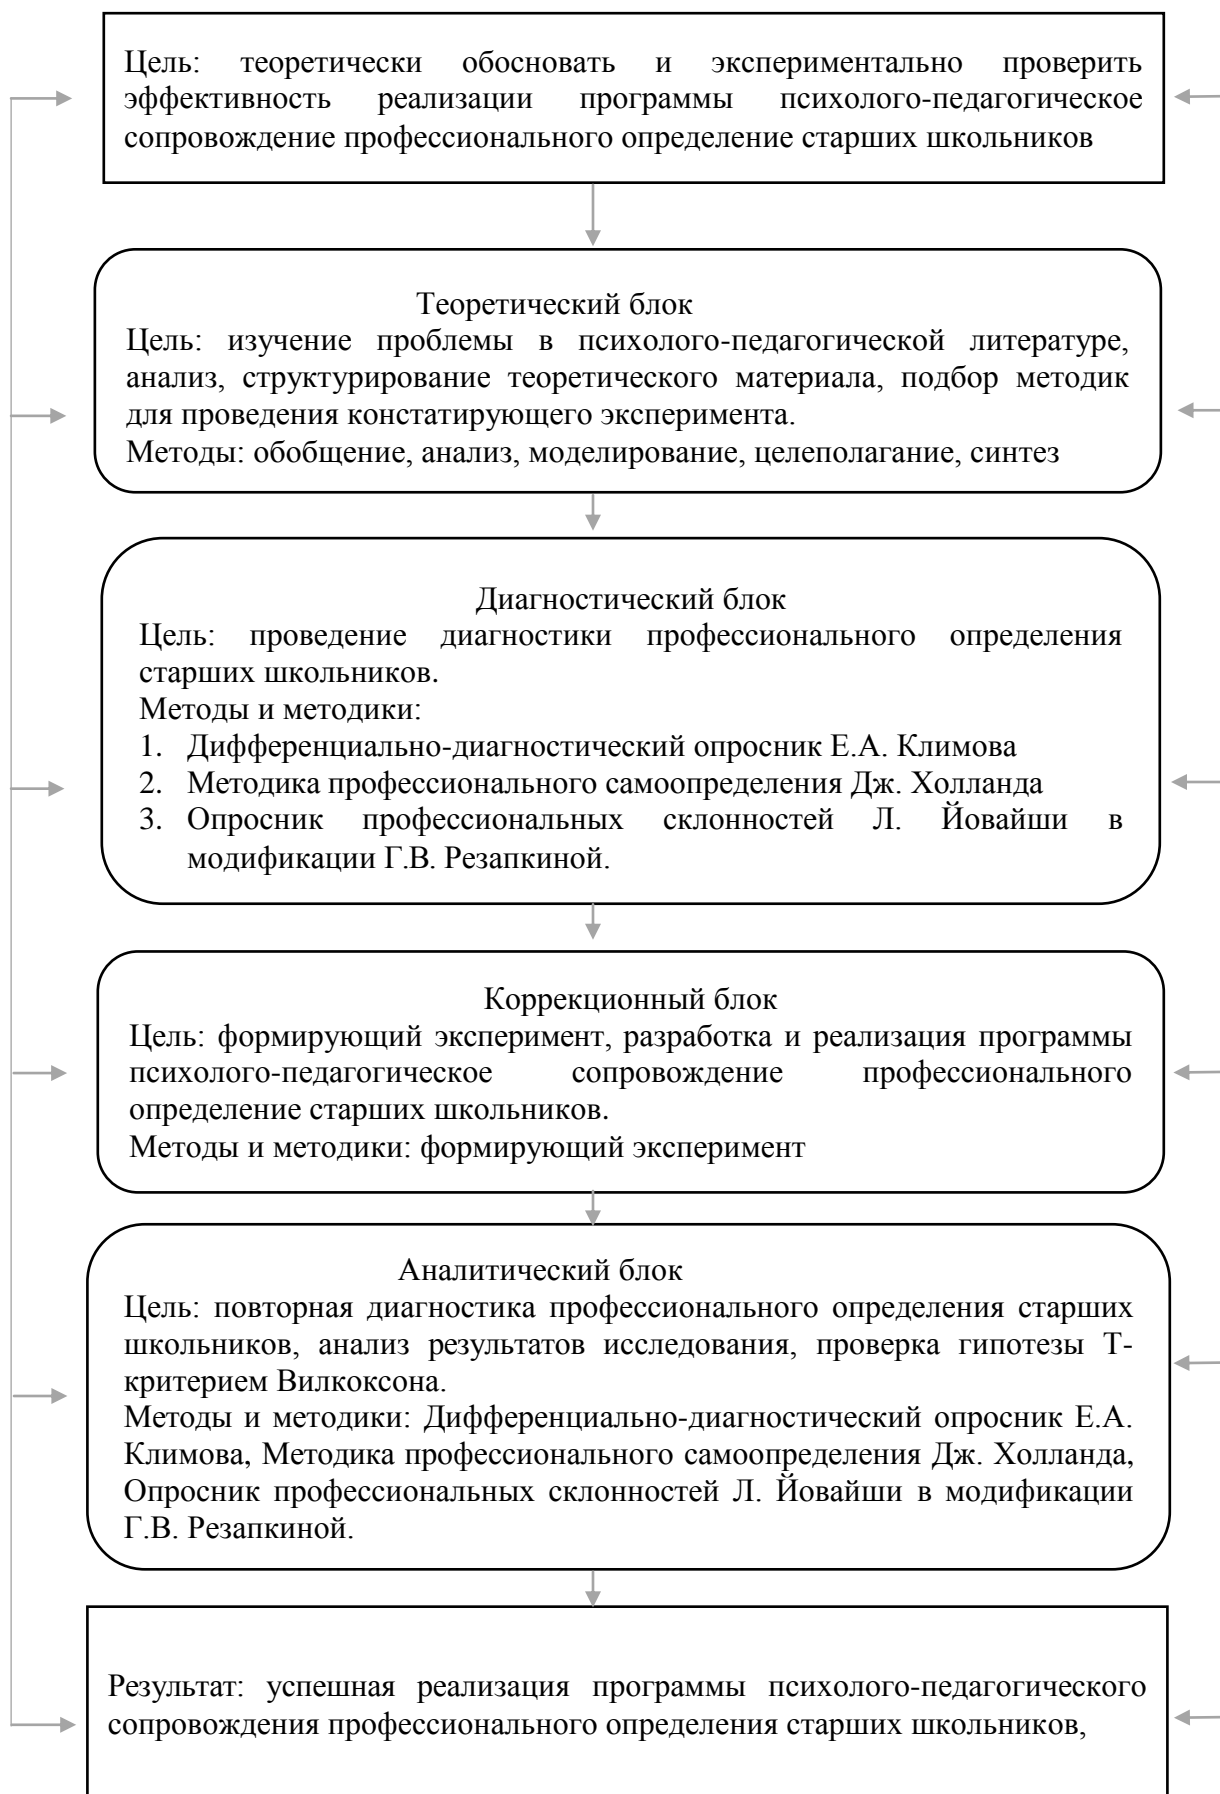 Цель: теоретически обосновать и экспериментально проверить
эффективность реализации программы психолого-педагогическое
сопровождение профессионального определение старших школьников
Теоретический блок
Цель: изучение проблемы в психолого-педагогической литературе,
анализ, структурирование теоретического материала, подбор методик
для проведения констатирующего эксперимента.
Методы: обобщение, анализ, моделирование, целеполагание, синтез
Диагностический блок
Цель: проведение диагностики профессионального определения
старших школьников.
Методы и методики:
1. Дифференциально-диагностический опросник Е.А. Климова
2. Методика профессионального самоопределения Дж. Холланда
3. Опросник профессиональных склонностей Л. Йовайши в
модификации Г.В. Резапкиной.
Коррекционный блок
Цель: формирующий эксперимент, разработка и реализация программы
психолого-педагогическое сопровождение профессионального
определение старших школьников.
Методы и методики: формирующий эксперимент
Аналитический блок
Цель: повторная диагностика профессионального определения старших
школьников, анализ результатов исследования, проверка гипотезы Т-
критерием Вилкоксона.
Методы и методики: Дифференциально-диагностический опросник Е.А.
Климова, Методика профессионального самоопределения Дж. Холланда,
Опросник профессиональных склонностей Л. Йовайши в модификации
Г.В. Резапкиной.
Результат: успешная реализация программы психолого-педагогического
сопровождения профессионального определения старших школьников,